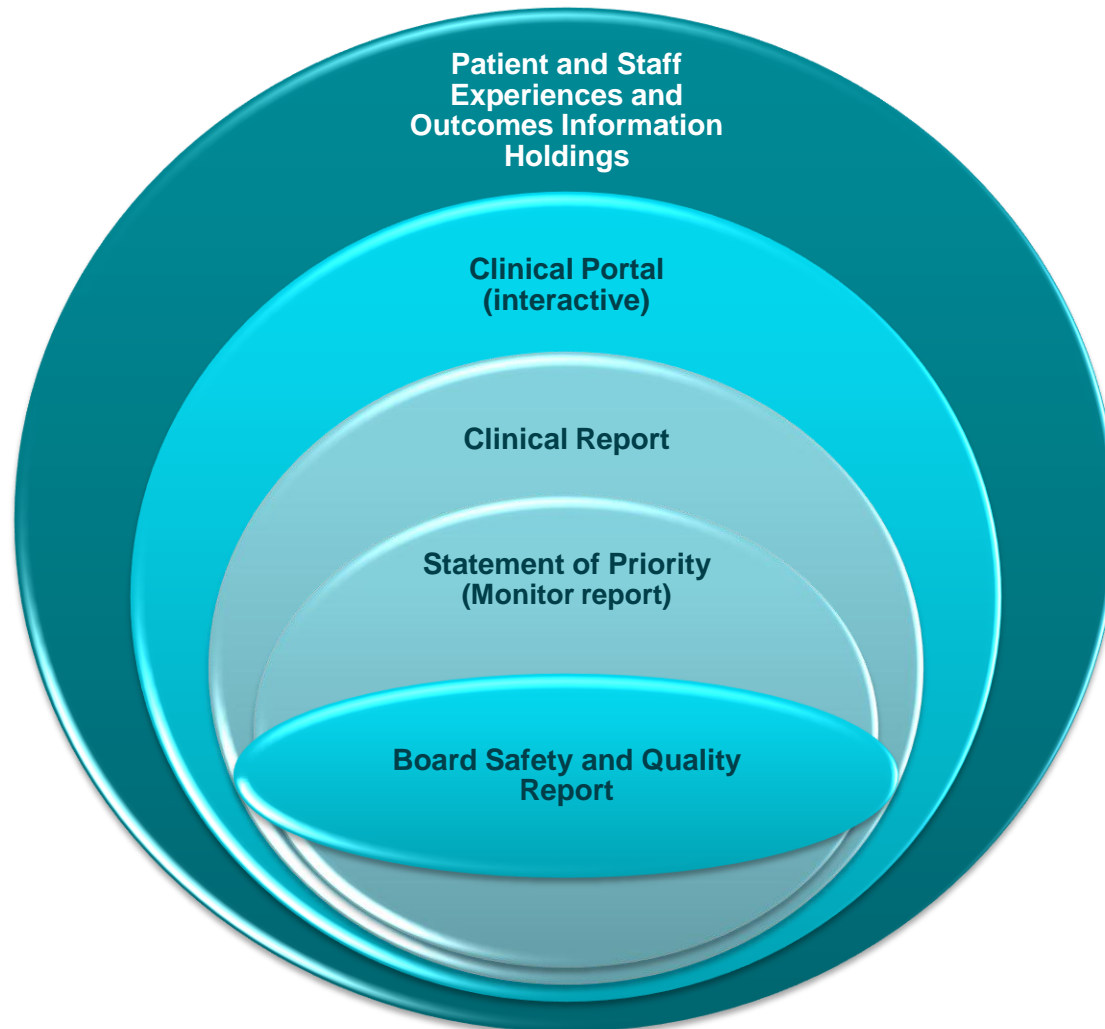 Patient and Staff
Experiences and
Outcomes Information
Holdings
Clinical Portal
(interactive)
Clinical Report
Statement of Priority
(Monitor report)
Board Safety and Quality
Report